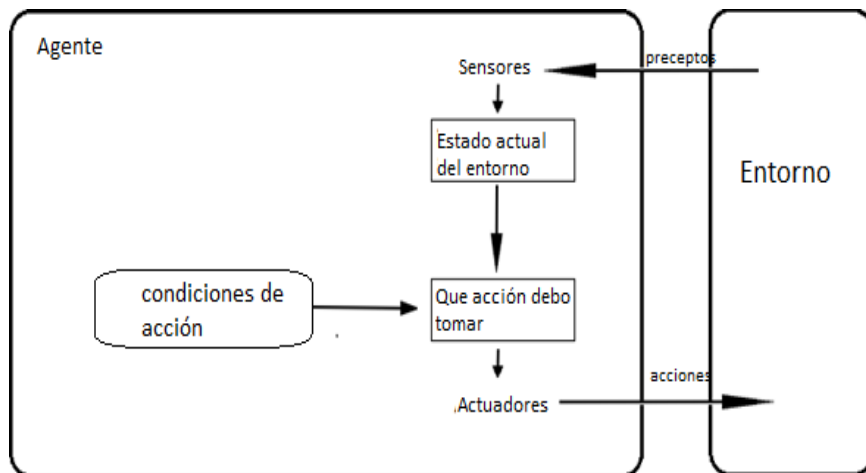 Agente
Sensores
preceptos
Estado actual
del entorno
Entorno
condiciones de
acción
Que acción debo
tomar
acciones
Actuadores